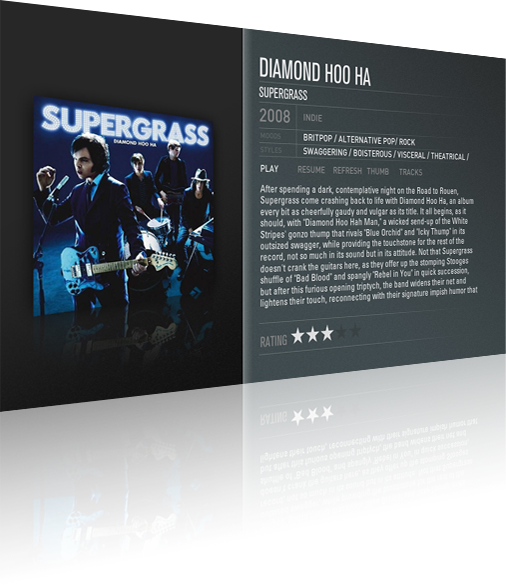 SUPERGRASS
DIAMOND HOO HA
DIAMOND HOO HA
SUPERGRASS
2008 INDIE
MOODS BRITPOP / ALTERNATIVE POP/ ROCK
STYLES SWAGGERING / BOISTEROUS / VISCERAL / THEATRICAL /
PLAY RESUME REFRESH THUMB TRACKS
After spending a dark, contemplative night on the Road to Rouen,
Supergrass come crashing back to life with Diamond Hoo Ha, an album
every bit as cheerfully gaudy and vulgar as its title. It all begins, as it
should, with "Diamond Hoo Hah Man," a wicked send-up of the White
Stripes' gonzo thump that rivals "Blue Orchid" and "Icky Thump" in its
outsized swagger, while providing the touchstone for the rest of the
record, not so much in its sound but in its attitude. Not that Supergrass
doesn't crank the guitars here, as they offer up the stomping Stooges
shuffle of "Bad Blood" and spangly "Rebel in You" in quick succession,
but after this furious opening triptych, the band widens their net and
lightens their touch, reconnecting with their signature impish humor that
RATING